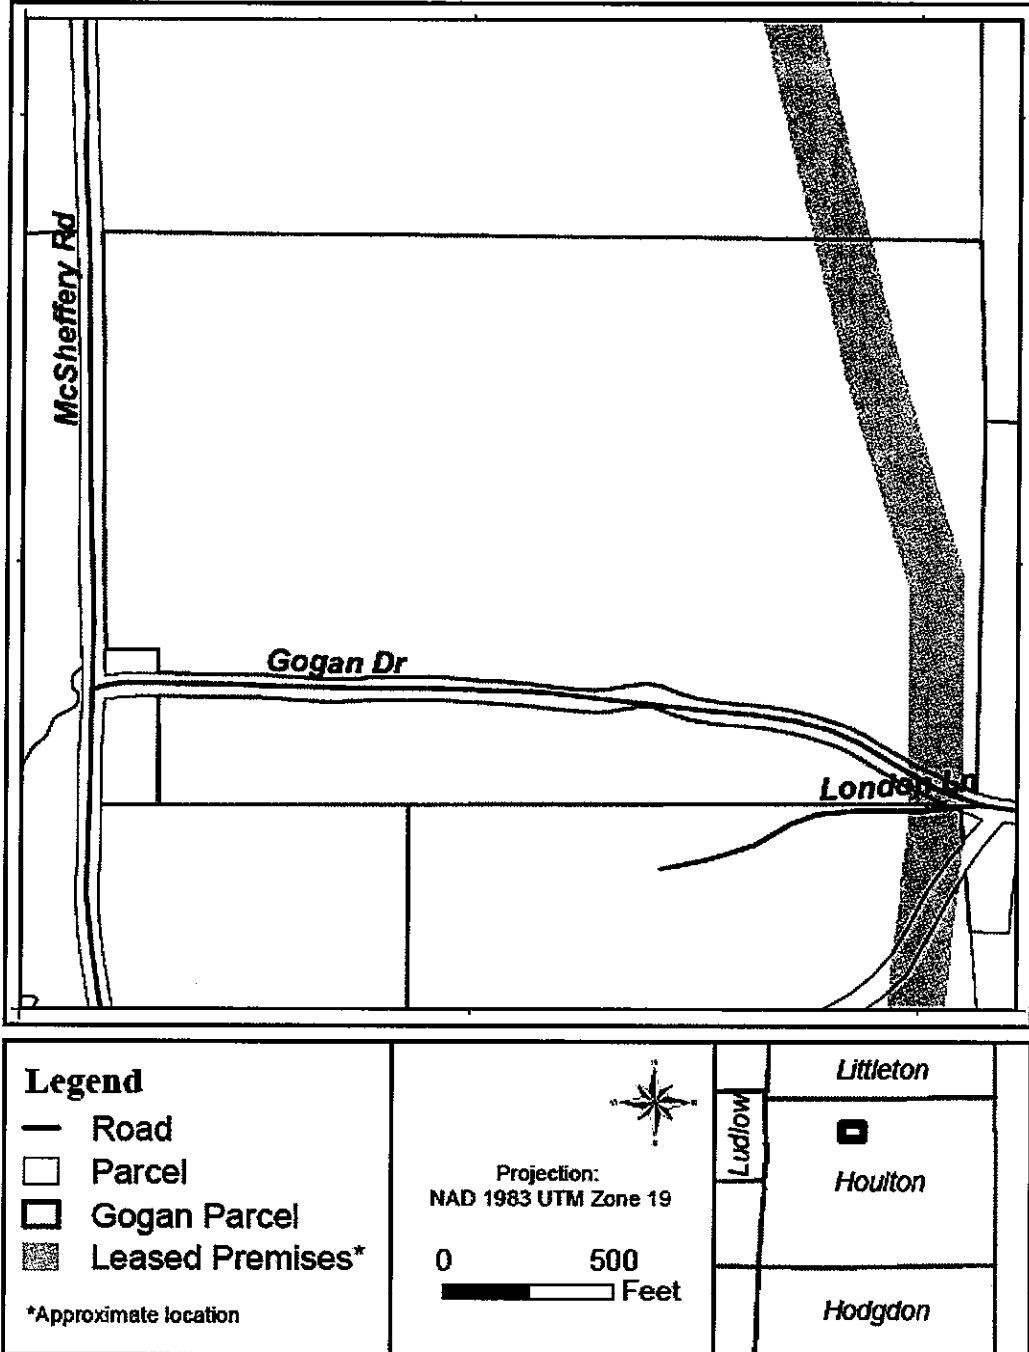 McSheffery Rd
Gogan Dr
London Ln
Legend
Road
Parcel
Gogan Parcel
Leased Premises*
*Approximate location
Projection:
NAD 1983 UTM Zone 19
0 500
Feet
Littleton
Ludlow
Houlton
Hodgdon